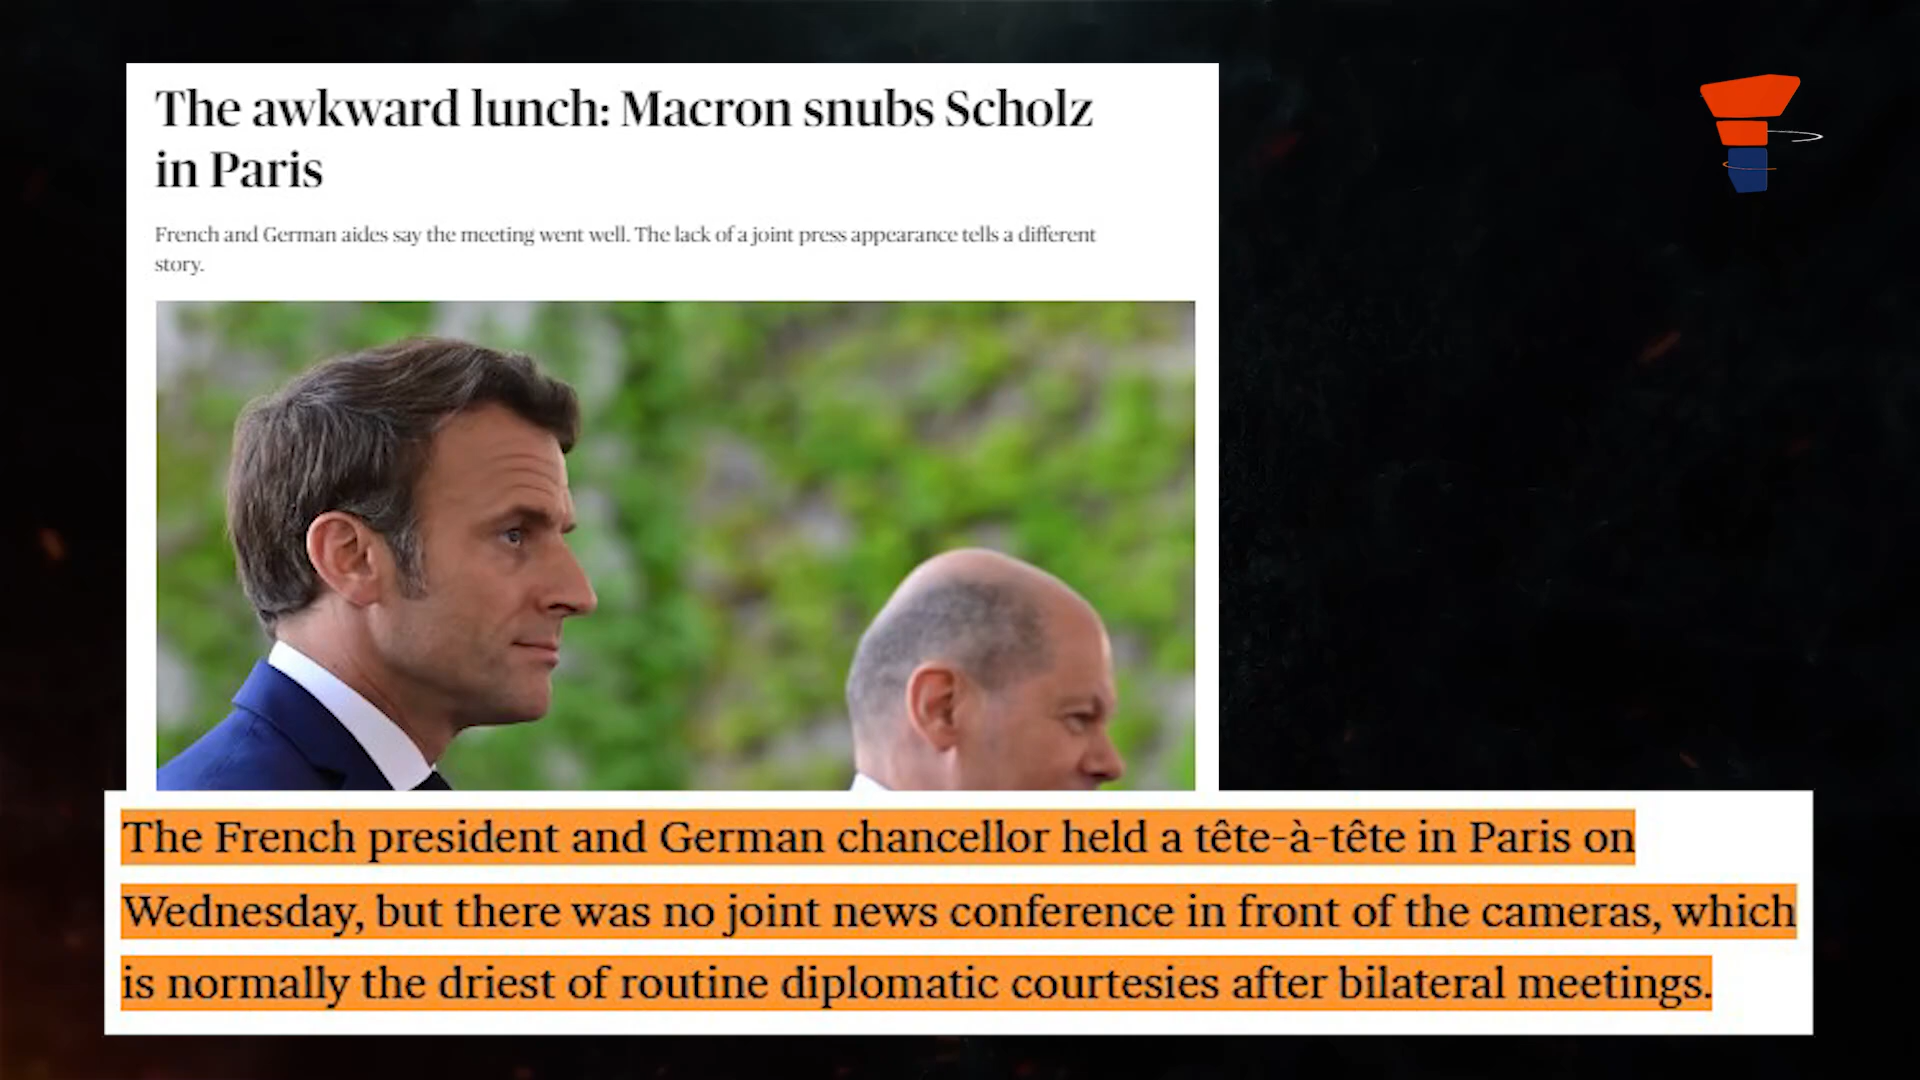 The awkward lunch: Macron snubs Scholz
in Paris
French and German aides say the meeting went well. The lack of a joint press appearance tells a different
story.
The French president and German chancellor held a tête-à-tête in Paris on
Wednesday, but there was no joint news conference in front of the cameras, which
is normally the driest of routine diplomatic courtesies after bilateral meetings.